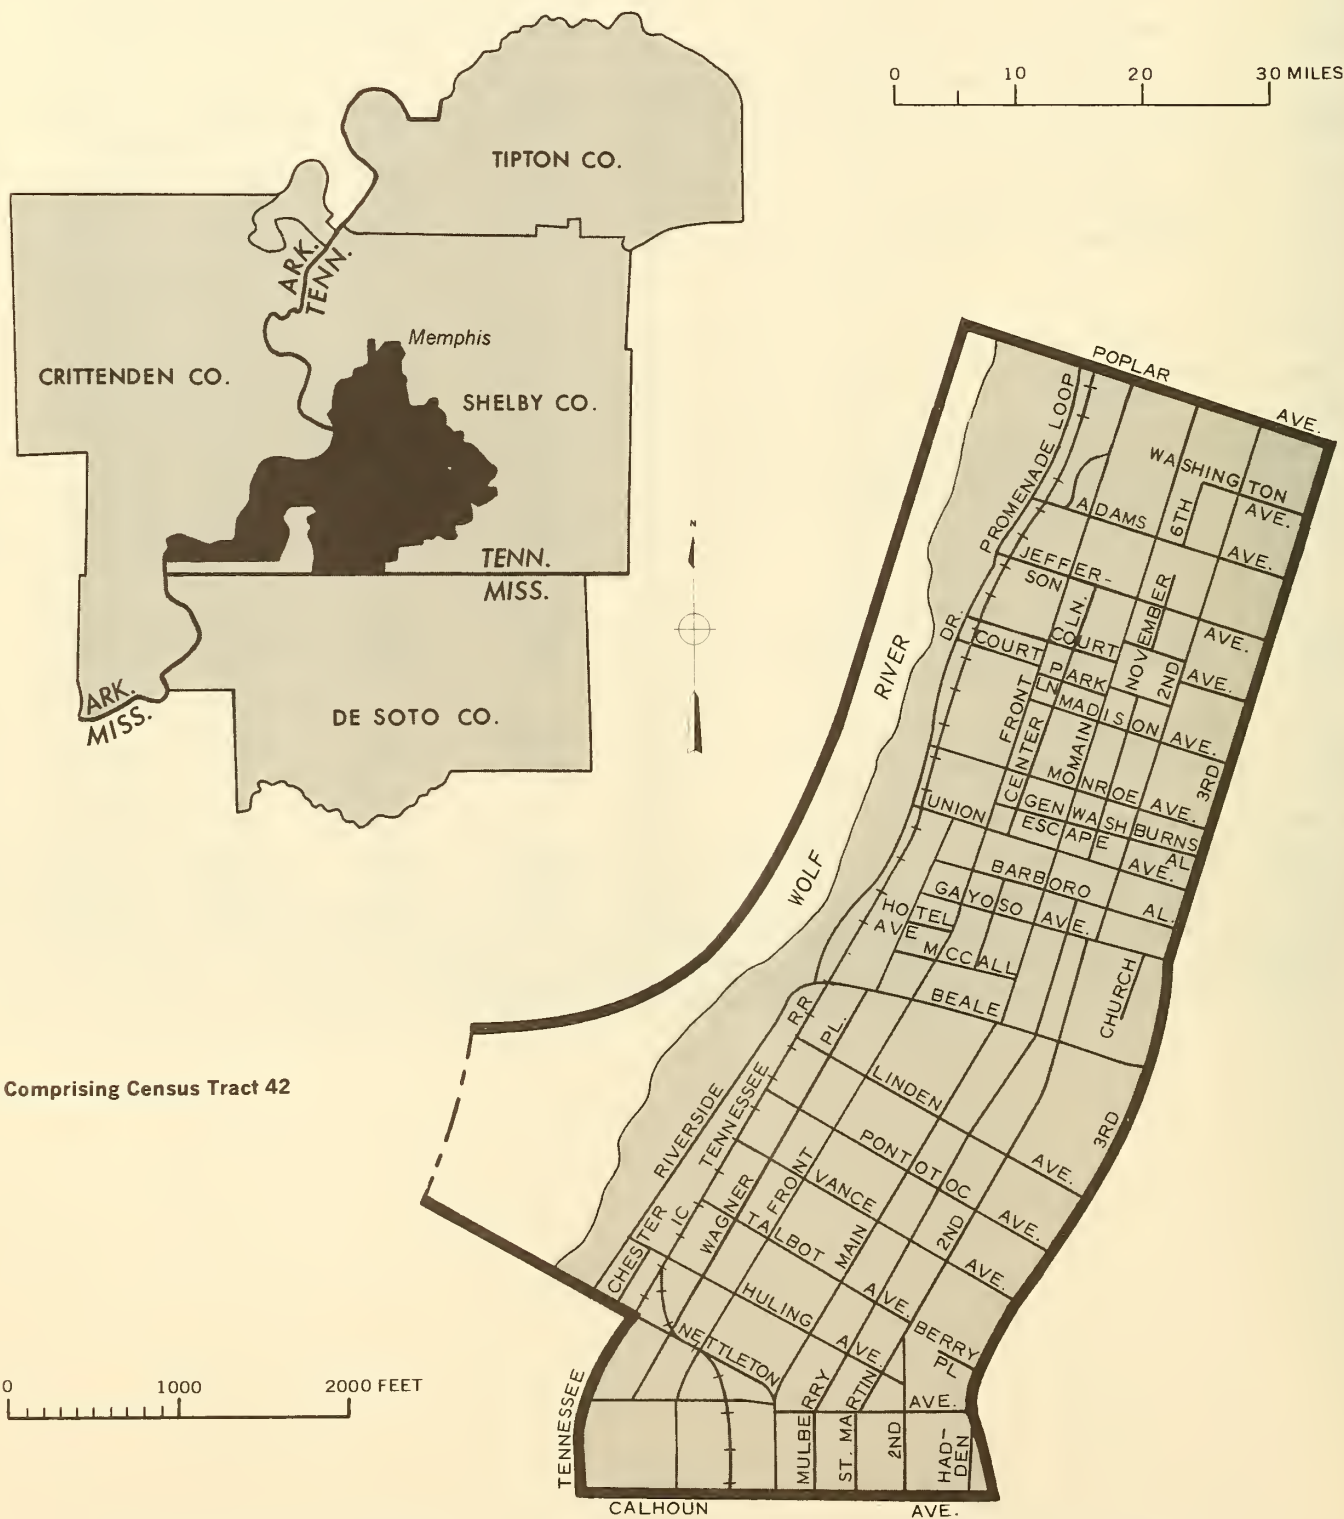 0 10 20 30 MILES
TIPTON CO.
ARK.
TENN.
Memphis
CRITTENDEN CO.
SHELBY CO.
TENN.
MISS.
N
ARK.
MISS.
DE SOTO CO.
POPLAR AVE.
PROMENADE LOOP
WASHINGTON AVE.
ADAMS AVE.
6TH
JEFFERSON AVE.
DR.
LN.
NOVEMBER
COURT COURT AVE.
2ND
RIVER
FRONT
PARK
LN
MADISON AVE.
CENTER
MAIN
MONROE AVE.
3RD
UNION AVE.
GEN WASHBURNS
ESCAPE AL
WOLF
BARBORO AL.
GAYOSO AVE.
HOTEL
AVE
MCCALL
BEALE
CHURCH
RR
PL.
Comprising Census Tract 42
RIVERSIDE
TENNESSEE
LINDEN AVE.
3RD
PONTOTOC AVE.
WAGNER
FRONT
VANCE AVE.
MAIN
2ND
IC
TALBOT AVE.
CHESTER
HULING AVE.
BERRY
PL
NETTLETON AVE.
0 1000 2000 FEET
TENNESSEE
MULBERRY
ST. MARTIN
2ND
HAD-
DEN
CALHOUN AVE.